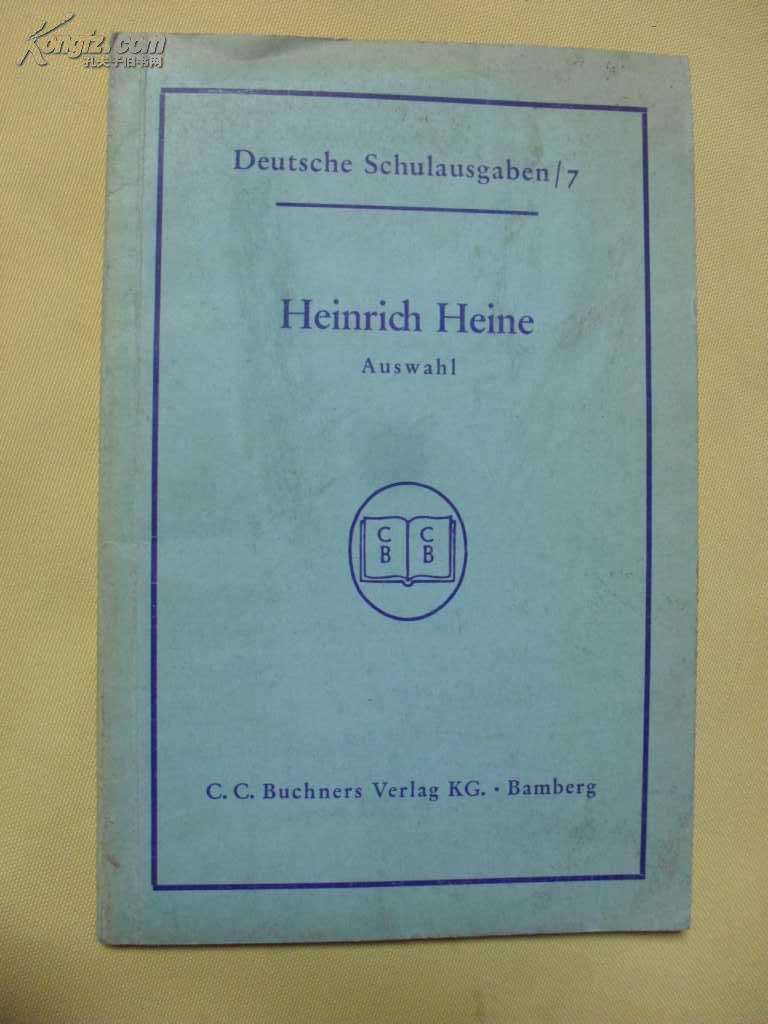 Kongfz.com
孔夫子旧书网
Deutsche Schulausgaben/7
Heinrich Heine
Auswahl
C C
B B
C. C. Buchners Verlag KG. · Bamberg